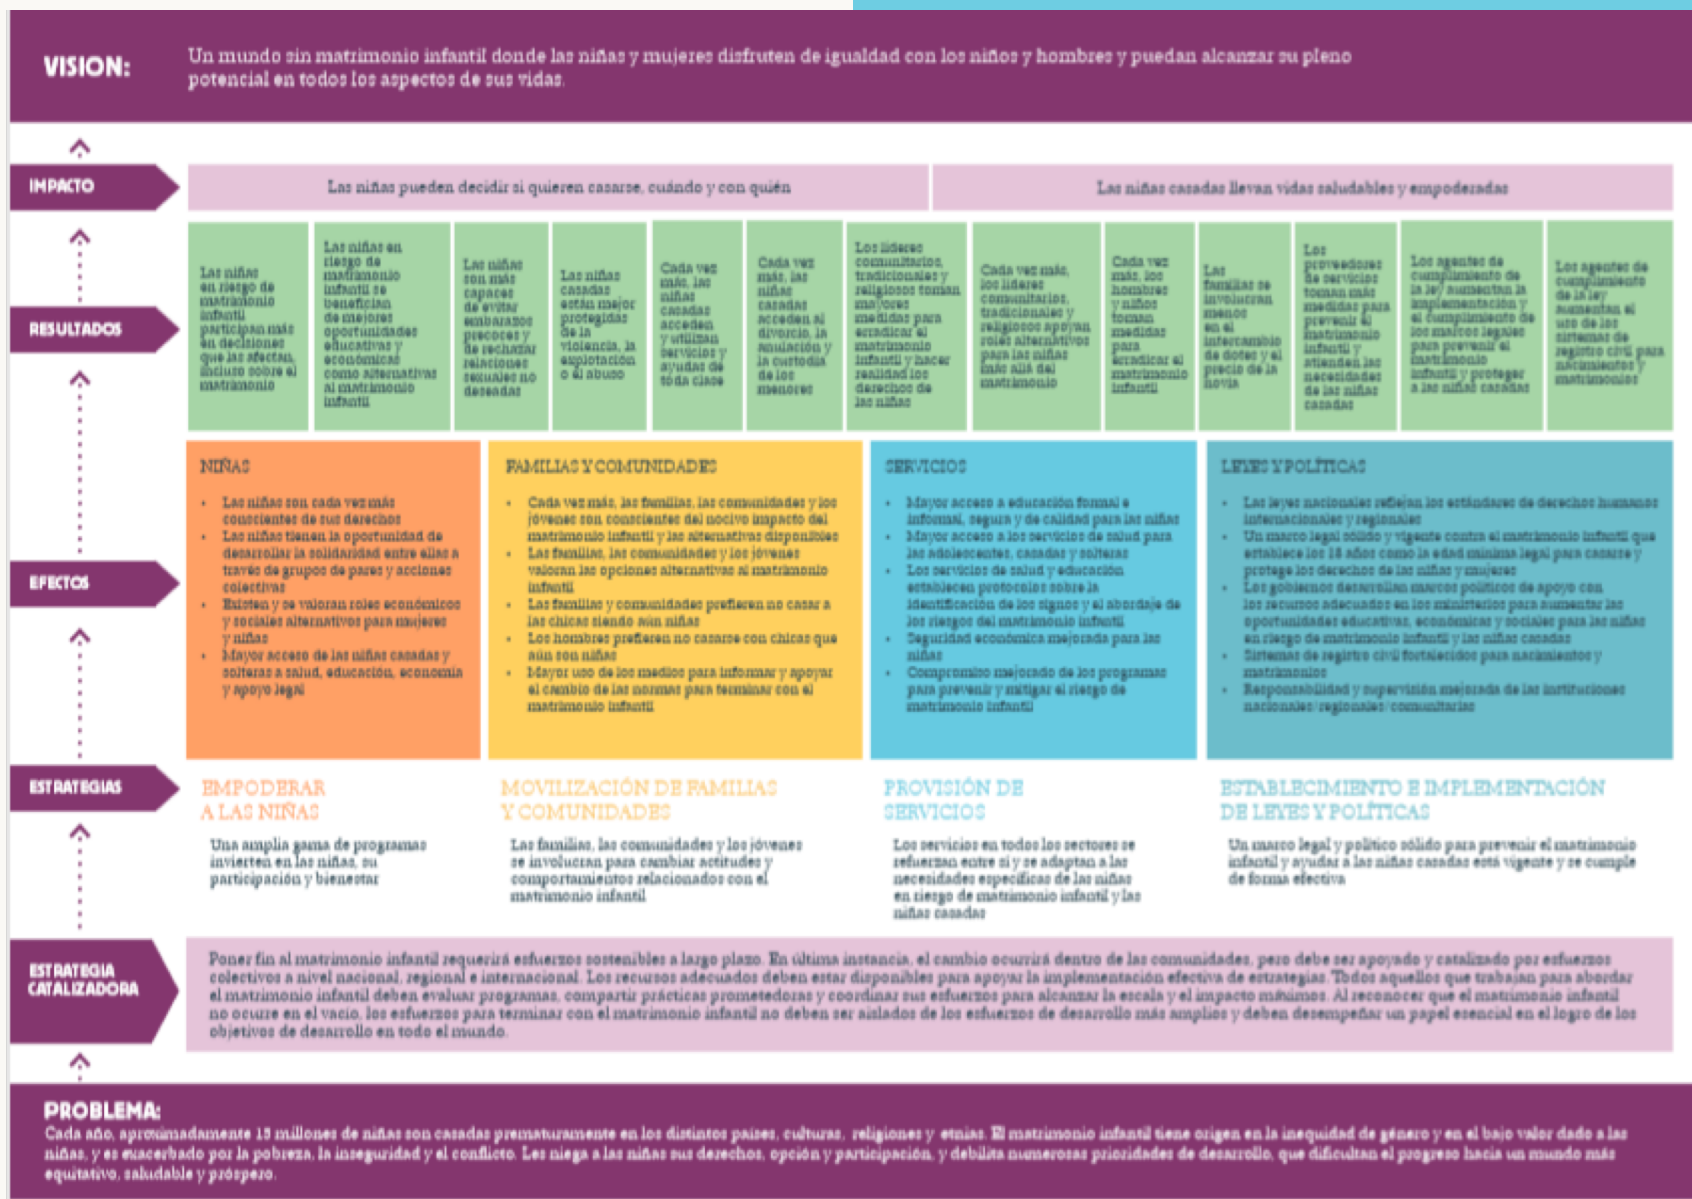 VISION:
Un mundo sin matrimonio infantil donde las niñas y mujeres disfruten de igualdad con los niños y hombres y puedan alcanzar su pleno
potencial en todos los aspectos de sus vidas.
IMPACTO
Las niñas pueden decidir si quieren casarse, cuándo y con quién
Las niñas casadas llevan vidas saludables y empoderadas
RESULTADOS
Las niñas
en riesgo de
matrimonio
infantil
participan más
en decisiones
que las afectan,
incluso sobre el
matrimonio
Las niñas en
riesgo de
matrimonio
infantil se
benefician
de mejores
oportunidades
educativas y
económicas
como alternativas
al matrimonio
infantil
Las niñas
son más
capaces
de evitar
embarazos
precoces y
de rechazar
relaciones
sexuales no
deseadas
Las niñas
casadas
están mejor
protegidas
de la
violencia, la
explotación
o el abuso
Cada vez
más, las
niñas
casadas
acceden
y utilizan
servicios y
ayudas de
toda clase
Cada vez
más, las
niñas
casadas
acceden al
divorcio, la
anulación y
la custodia
de los
menores
Los líderes
comunitarios,
tradicionales y
religiosos toman
mayores
medidas para
erradicar el
matrimonio
infantil y hacer
realidad los
derechos de
las niñas
Cada vez más,
los líderes
comunitarios,
tradicionales y
religiosos apoyan
roles alternativos
para las niñas
más allá del
matrimonio
Cada vez
más, los
hombres
y niños
toman
medidas
para
erradicar el
matrimonio
infantil
Las
familias se
involucran
menos
en el
intercambio
de dotes y el
precio de la
novia
Los
proveedores
de servicios
toman más
medidas para
prevenir el
matrimonio
infantil y
atienden las
necesidades
de las niñas
casadas
Los agentes de
cumplimiento de
la ley aumentan la
implementación y
el cumplimiento de
los marcos legales
para prevenir el
matrimonio
infantil y proteger
a las niñas casadas
Los agentes de
cumplimiento
de la ley
aumentan el
uso de los
sistemas de
registro civil para
nacimientos y
matrimonios
EFECTOS
NIÑAS
• Las niñas son cada vez más
conscientes de sus derechos
• Las niñas tienen la oportunidad de
desarrollar la solidaridad entre ellas a
través de grupos de pares y acciones
colectivas
• Existen y se valoran roles económicos
y sociales alternativos para mujeres
y niñas
• Mayor acceso de las niñas casadas y
solteras a salud, educación, economía
y apoyo legal
FAMILIAS Y COMUNIDADES
• Cada vez más, las familias, las comunidades y los
jóvenes son conscientes del nocivo impacto del
matrimonio infantil y las alternativas disponibles
• Las familias, las comunidades y los jóvenes
valoran las opciones alternativas al matrimonio
infantil
• Las familias y comunidades prefieren no casar a
las chicas siendo aún niñas
• Los hombres prefieren no casarse con chicas que
aún son niñas
• Mayor uso de los medios para informar y apoyar
el cambio de las normas para terminar con el
matrimonio infantil
SERVICIOS
• Mayor acceso a educación formal e
informal, segura y de calidad para las niñas
• Mayor acceso a los servicios de salud para
las adolescentes, casadas y solteras
• Los servicios de salud y educación
establecen protocolos sobre la
identificación de los signos y el abordaje de
los riesgos del matrimonio infantil
• Seguridad económica mejorada para las
niñas
• Compromiso mejorado de los programas
para prevenir y mitigar el riesgo de
matrimonio infantil
LEYES Y POLÍTICAS
• Las leyes nacionales reflejan los estándares de derechos humanos
internacionales y regionales
• Un marco legal sólido y vigente contra el matrimonio infantil que
establece los 18 años como la edad mínima legal para casarse y
protege los derechos de las niñas y mujeres
• Los gobiernos desarrollan marcos políticos de apoyo con
los recursos adecuados en los ministerios para aumentar las
oportunidades educativas, económicas y sociales para las niñas
en riesgo de matrimonio infantil y las niñas casadas
• Sistemas de registro civil fortalecidos para nacimientos y
matrimonios
• Responsabilidad y supervisión mejorada de las instituciones
nacionales/regionales/comunitarias
ESTRATEGIAS
EMPODERAR
A LAS NIÑAS
Una amplia gama de programas
invierten en las niñas, su
participación y bienestar
MOVILIZACIÓN DE FAMILIAS
Y COMUNIDADES
Las familias, las comunidades y los jóvenes
se involucran para cambiar actitudes y
comportamientos relacionados con el
matrimonio infantil
PROVISIÓN DE
SERVICIOS
Los servicios en todos los sectores se
refuerzan entre sí y se adaptan a las
necesidades específicas de las niñas
en riesgo de matrimonio infantil y las
niñas casadas
ESTABLECIMIENTO E IMPLEMENTACIÓN
DE LEYES Y POLÍTICAS
Un marco legal y político sólido para prevenir el matrimonio
infantil y ayudar a las niñas casadas está vigente y se cumple
de forma efectiva
ESTRATEGIA
CATALIZADORA
Poner fin al matrimonio infantil requerirá esfuerzos sostenibles a largo plazo. En última instancia, el cambio ocurrirá dentro de las comunidades, pero debe ser apoyado y catalizado por esfuerzos
colectivos a nivel nacional, regional e internacional. Los recursos adecuados deben estar disponibles para apoyar la implementación efectiva de estrategias. Todos aquellos que trabajan para abordar
el matrimonio infantil deben evaluar programas, compartir prácticas prometedoras y coordinar sus esfuerzos para alcanzar la escala y el impacto máximos. Al reconocer que el matrimonio infantil
no ocurre en el vacío, los esfuerzos para terminar con el matrimonio infantil no deben ser aislados de los esfuerzos de desarrollo más amplios y deben desempeñar un papel esencial en el logro de los
objetivos de desarrollo en todo el mundo.
PROBLEMA:
Cada año, aproximadamente 15 millones de niñas son casadas prematuramente en los distintos países, culturas, religiones y etnias. El matrimonio infantil tiene origen en la inequidad de género y en el bajo valor dado a las
niñas, y es exacerbado por la pobreza, la inseguridad y el conflicto. Les niega a las niñas sus derechos, opción y participación, y debilita numerosas prioridades de desarrollo, que dificultan el progreso hacia un mundo más
equitativo, saludable y próspero.